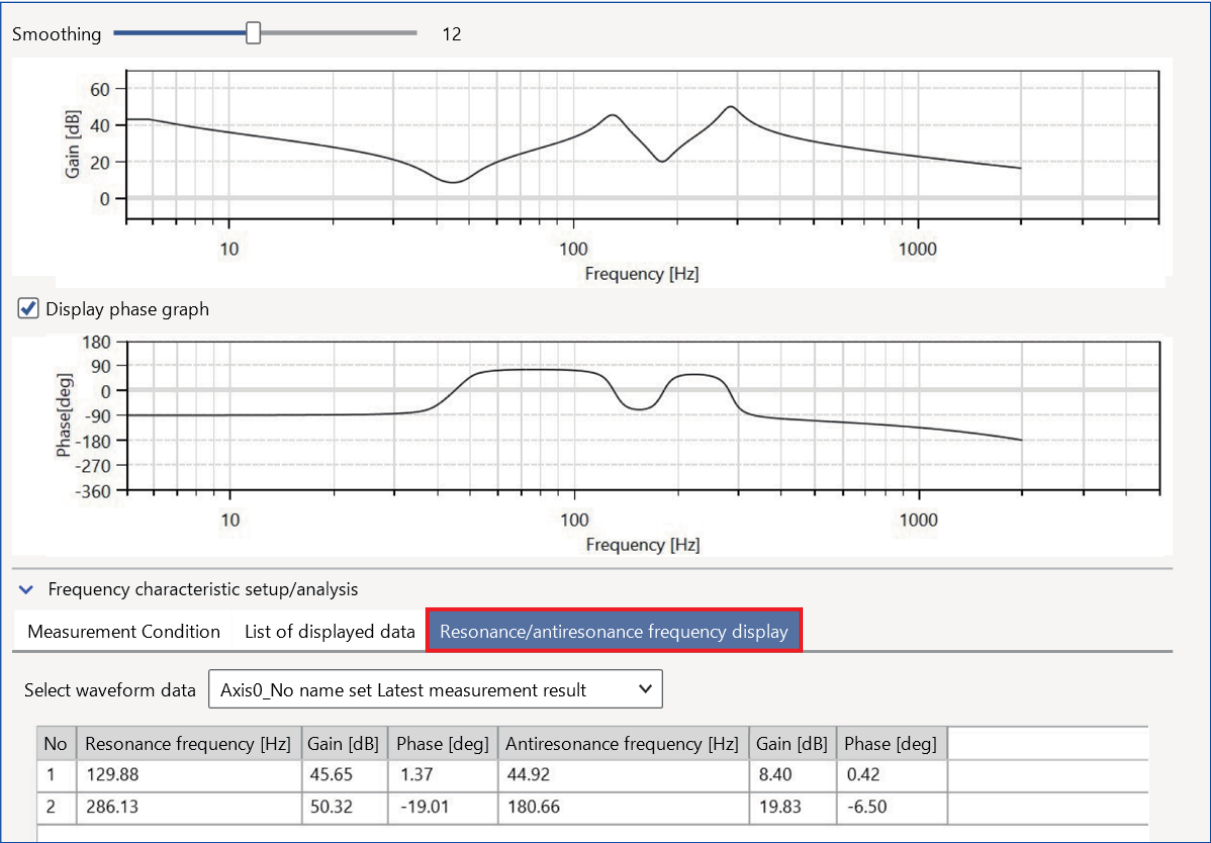 Smoothing 12
60
40
20
0
Gain [dB]
10 100 1000
Frequency [Hz]
Display phase graph
180
90
0
-90
-180
-270
-360
Phase[deg]
10 100 1000
Frequency [Hz]
Frequency characteristic setup/analysis
Measurement Condition List of displayed data Resonance/antiresonance frequency display
Select waveform data Axis0_No name set Latest measurement result
No Resonance frequency [Hz] Gain [dB] Phase [deg] Antiresonance frequency [Hz] Gain [dB] Phase [deg]
1 129.88 45.65 1.37 44.92 8.40 0.42
2 286.13 50.32 -19.01 180.66 19.83 -6.50